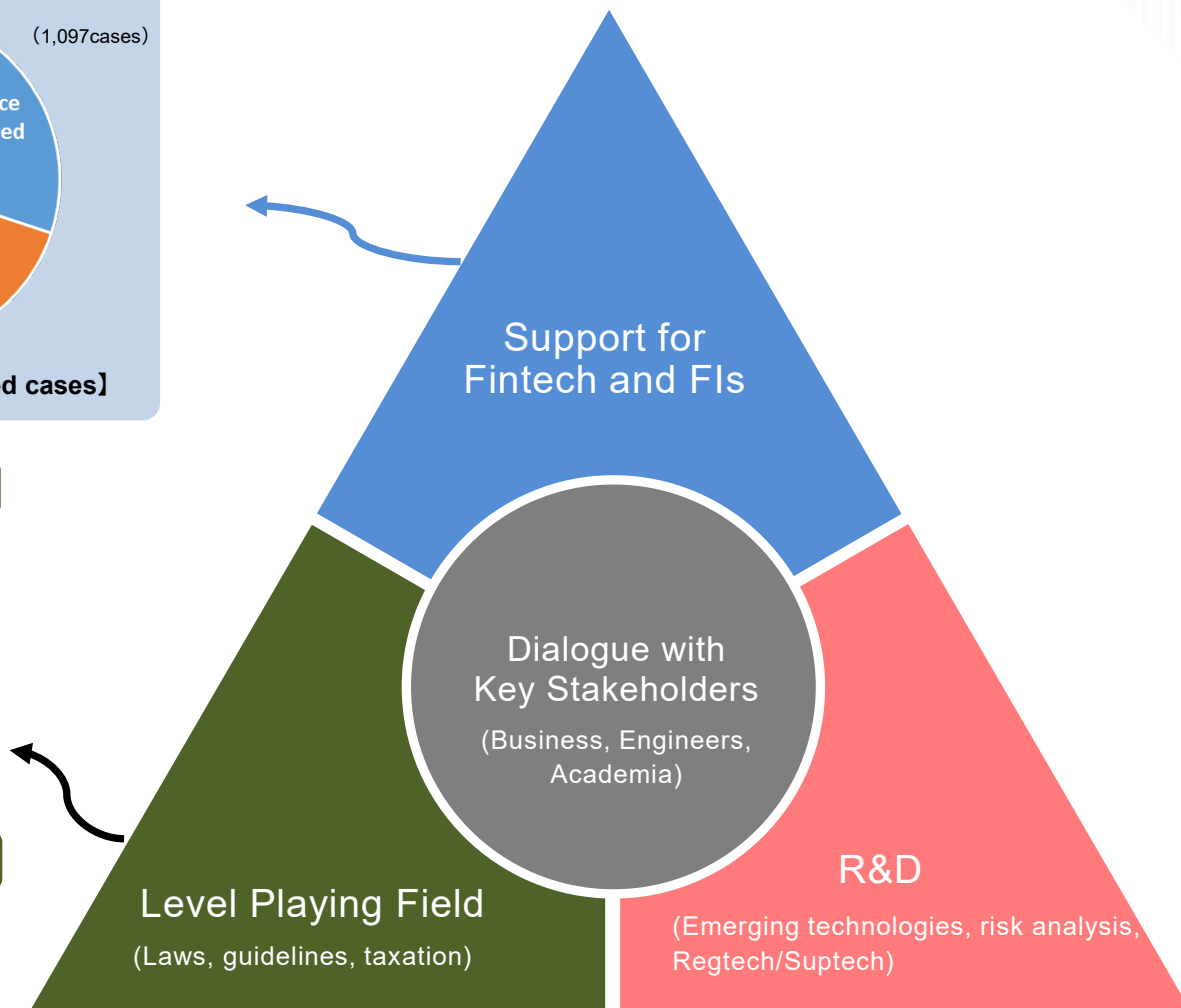 （1,097cases）
ce
ed
d cases】
Support for
Fintech and FIs
Dialogue with
Key Stakeholders
(Business, Engineers,
Academia)
Level Playing Field
(Laws, guidelines, taxation)
R&D
(Emerging technologies, risk analysis,
Regtech/Suptech)